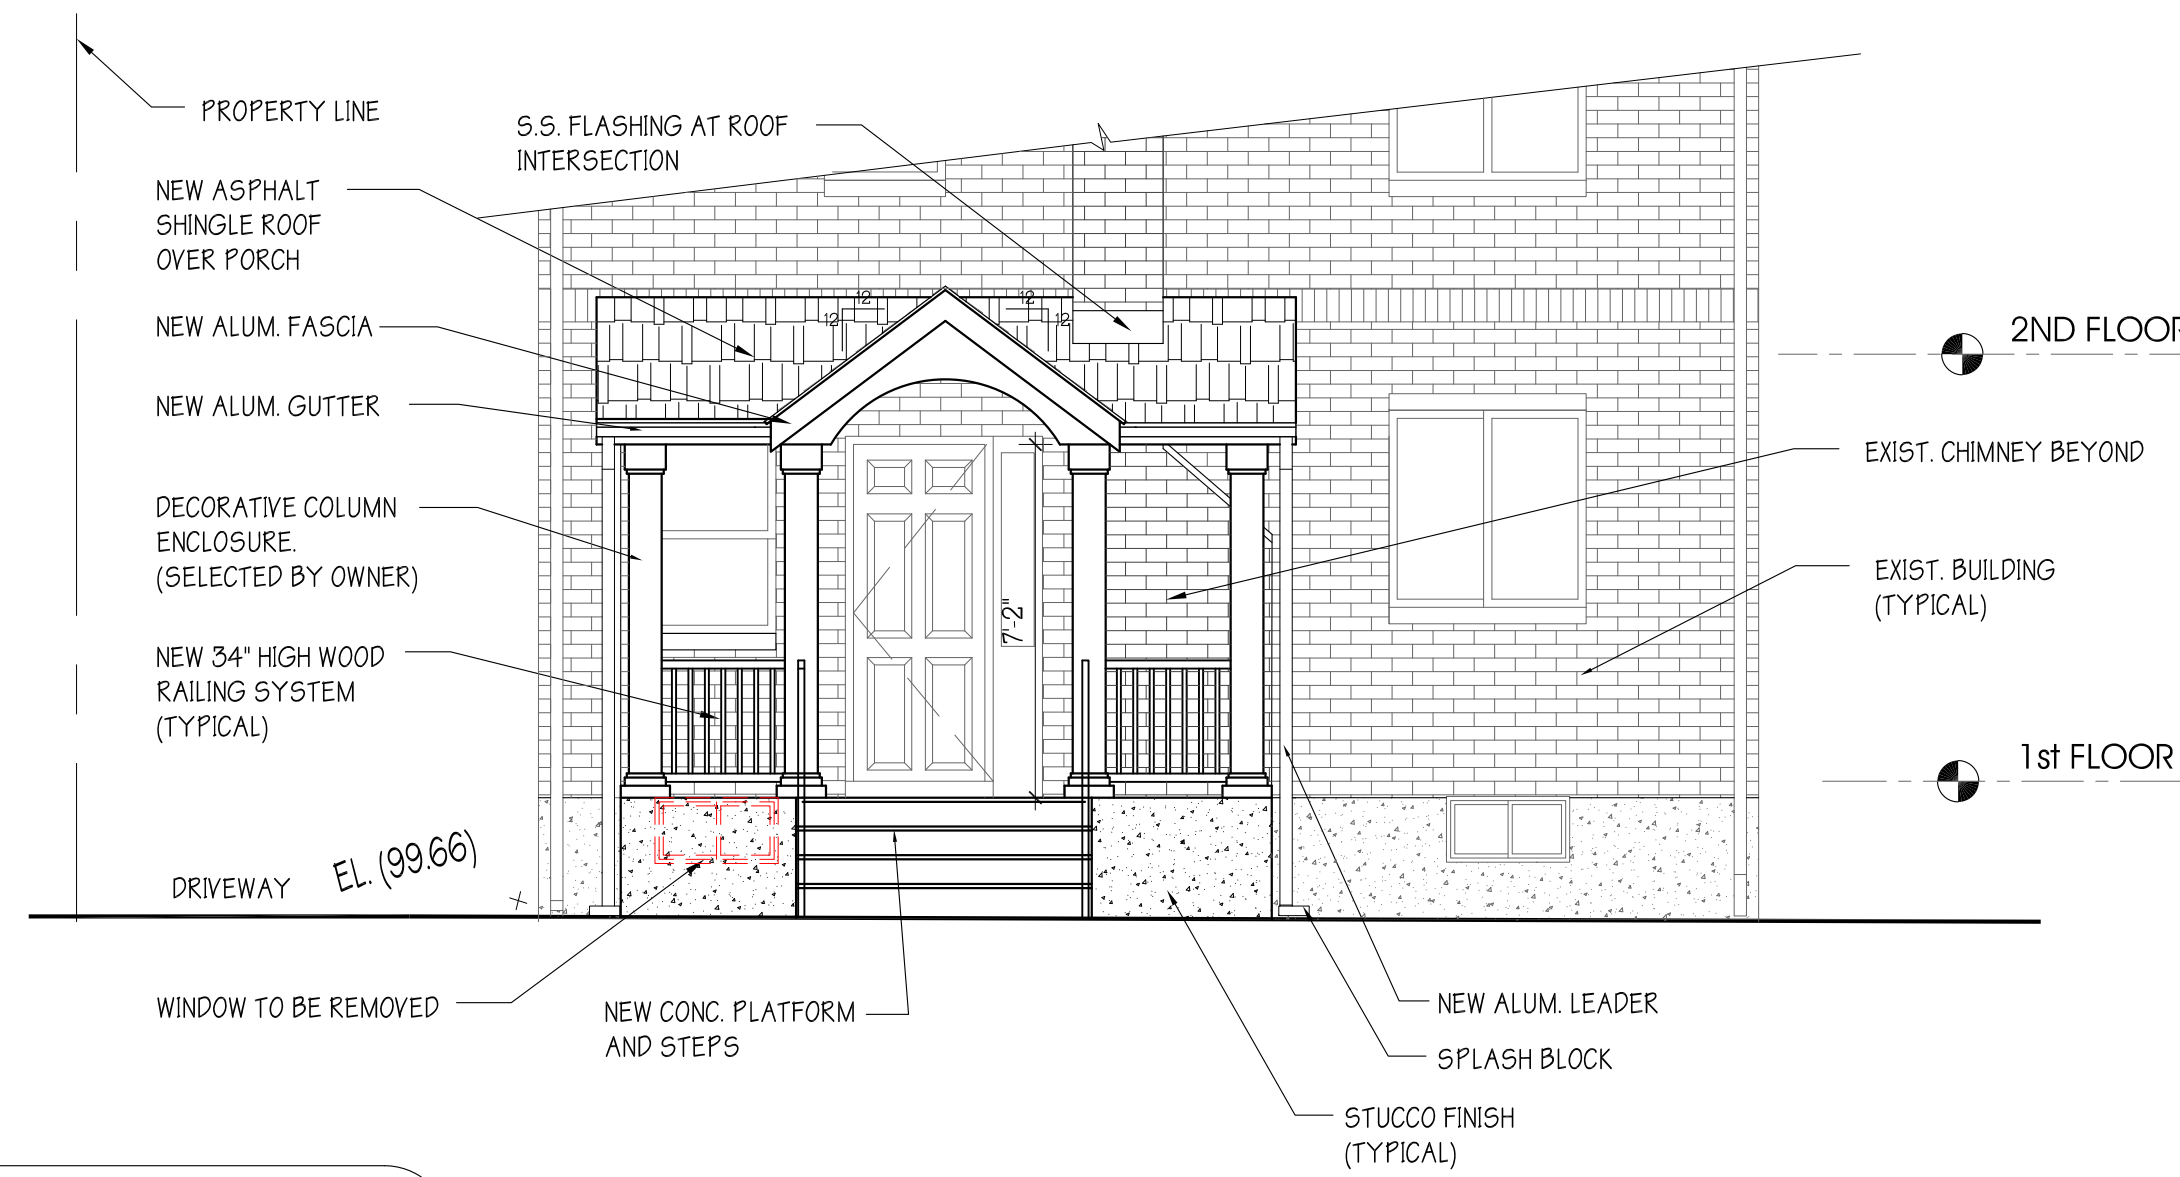 PROPERTY LINE
S.S. FLASHING AT ROOF
INTERSECTION
NEW ASPHALT
SHINGLE ROOF
OVER PORCH
12
12
12
12
NEW ALUM. FASCIA
2ND FLOOR
NEW ALUM. GUTTER
EXIST. CHIMNEY BEYOND
DECORATIVE COLUMN
ENCLOSURE.
(SELECTED BY OWNER)
EXIST. BUILDING
(TYPICAL)
7'-2"
NEW 34" HIGH WOOD
RAILING SYSTEM
(TYPICAL)
1st FLOOR
DRIVEWAY
EL. (99.66)
WINDOW TO BE REMOVED
NEW CONC. PLATFORM
AND STEPS
NEW ALUM. LEADER
SPLASH BLOCK
STUCCO FINISH
(TYPICAL)